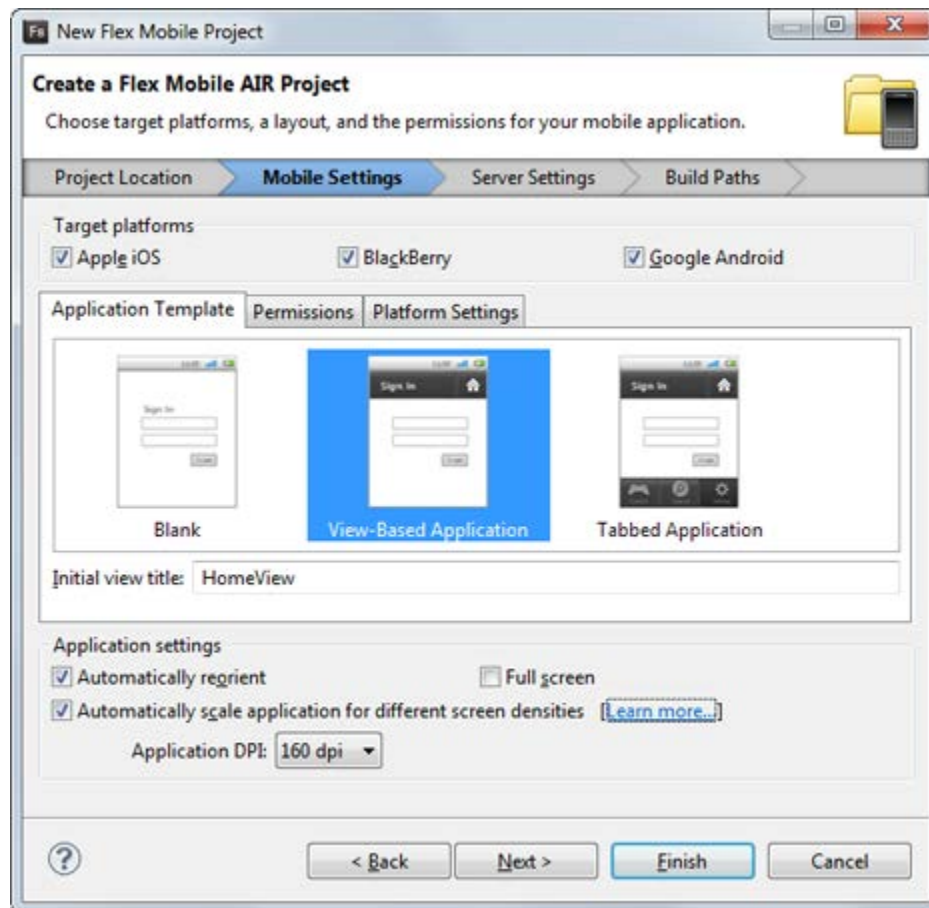 Fb New Flex Mobile Project
Create a Flex Mobile AIR Project
Choose target platforms, a layout, and the permissions for your mobile application.
Project Location Mobile Settings Server Settings Build Paths
Target platforms
Apple iOS BlackBerry Google Android
Application Template Permissions Platform Settings
Sign In Sign In
Sign In
Blank View-Based Application Tabbed Application
Initial view title: HomeView
Application settings
Automatically reorient Full screen
Automatically scale application for different screen densities [Learn more...]
Application DPI: 160 dpi
? < Back Next > Finish Cancel